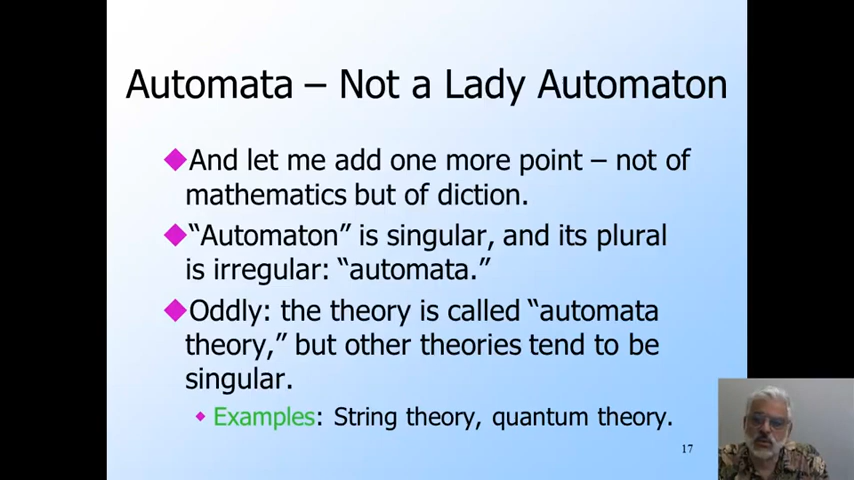 Automata – Not a Lady Automaton
And let me add one more point – not of
mathematics but of diction.
“Automaton” is singular, and its plural
is irregular: “automata.”
Oddly: the theory is called “automata
theory,” but other theories tend to be
singular.
Examples: String theory, quantum theory.
17